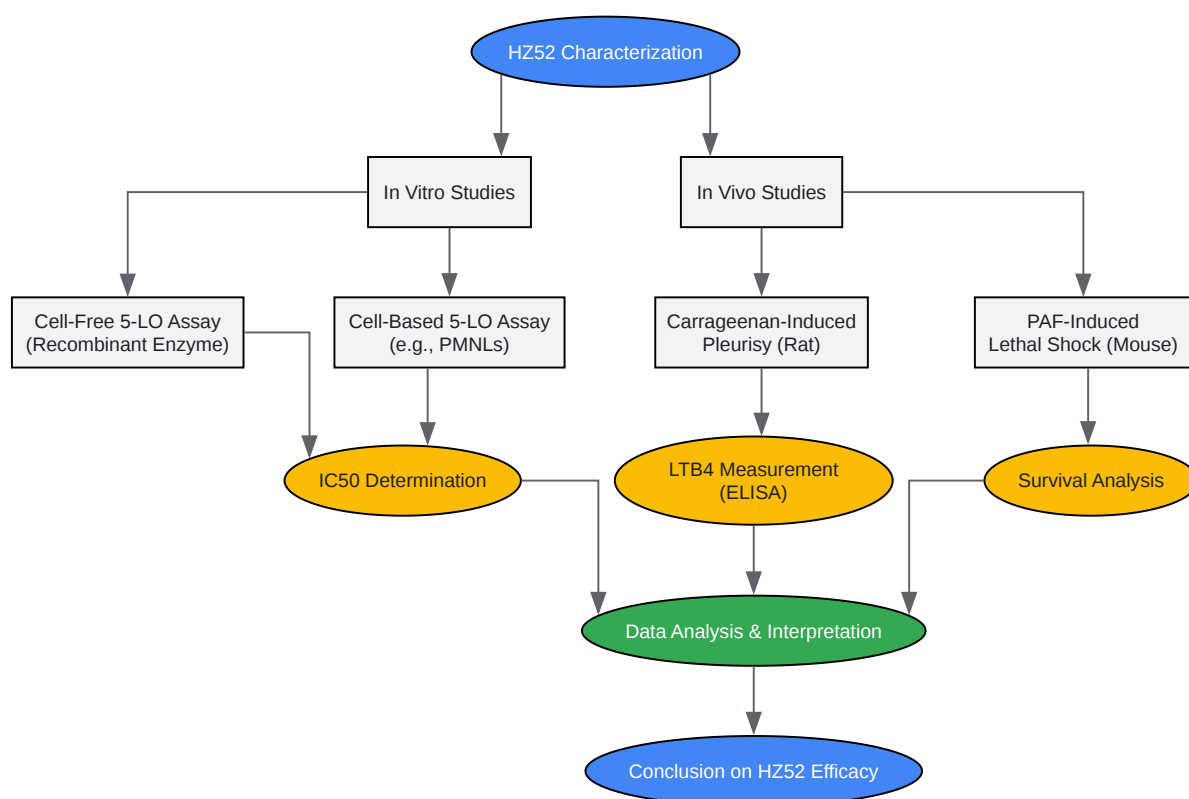 HZ52 Characterization
In Vitro Studies
In Vivo Studies
Cell-Free 5-LO Assay
(Recombinant Enzyme)
Cell-Based 5-LO Assay
(e.g., PMNLs)
Carrageenan-Induced
Pleurisy (Rat)
PAF-Induced
Lethal Shock (Mouse)
IC50 Determination
LTB4 Measurement
(ELISA)
Survival Analysis
Data Analysis & Interpretation
Conclusion on HZ52 Efficacy